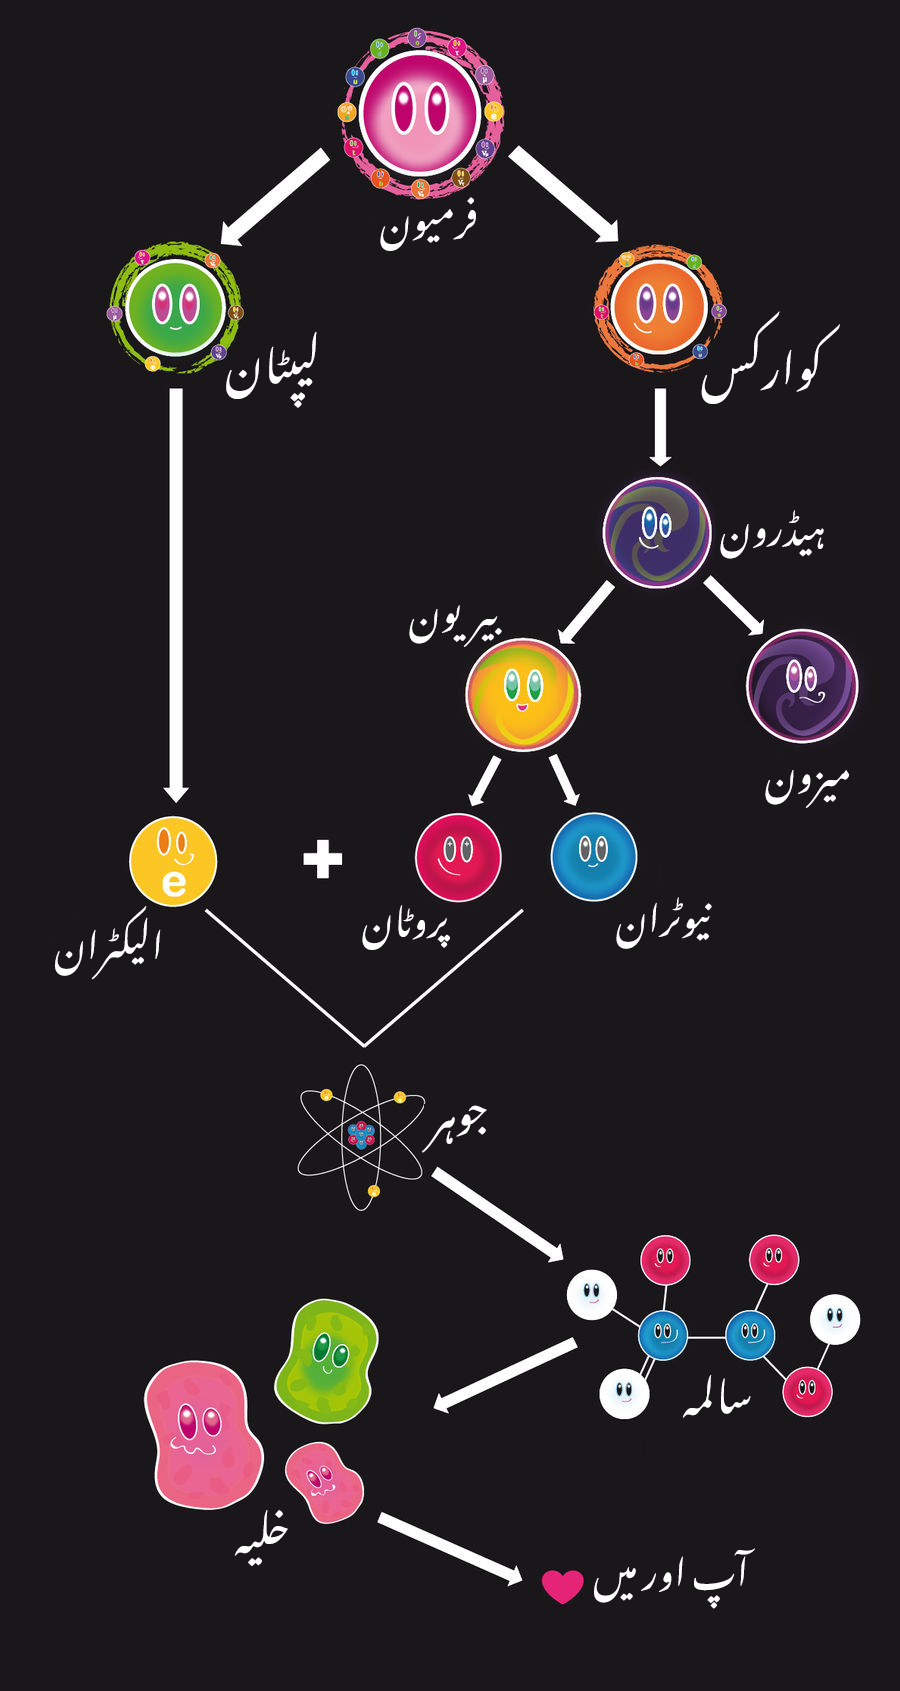 فرمیون
لیپٹان
کوارکس
ہیڈرون
بیریون
میزون
e
+
الیکٹران
پروٹان
نیوٹران
جوہر
سالمہ
خلیہ
آپ اور میں